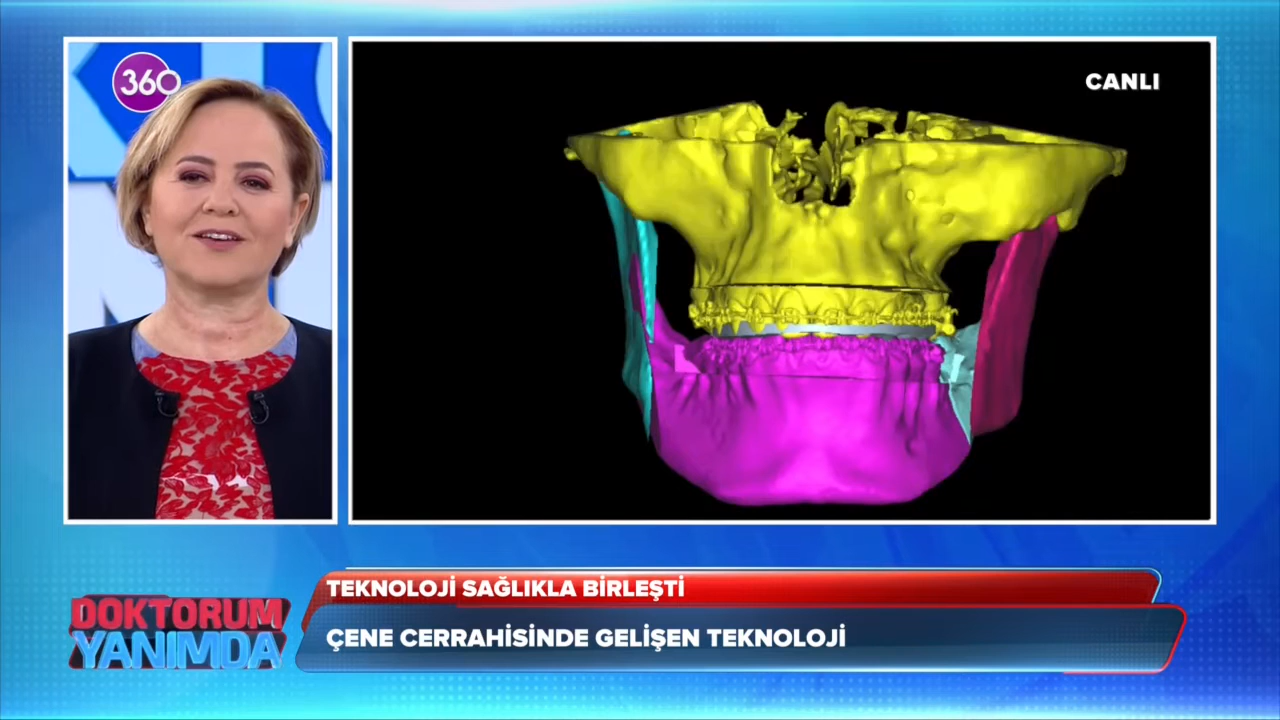 360
CANLI
TEKNOLOJİ SAĞLIKLA BİRLEŞTİ
DOKTORUM
YANIMDA
ÇENE CERRAHİSİNDE GELİŞEN TEKNOLOJİ